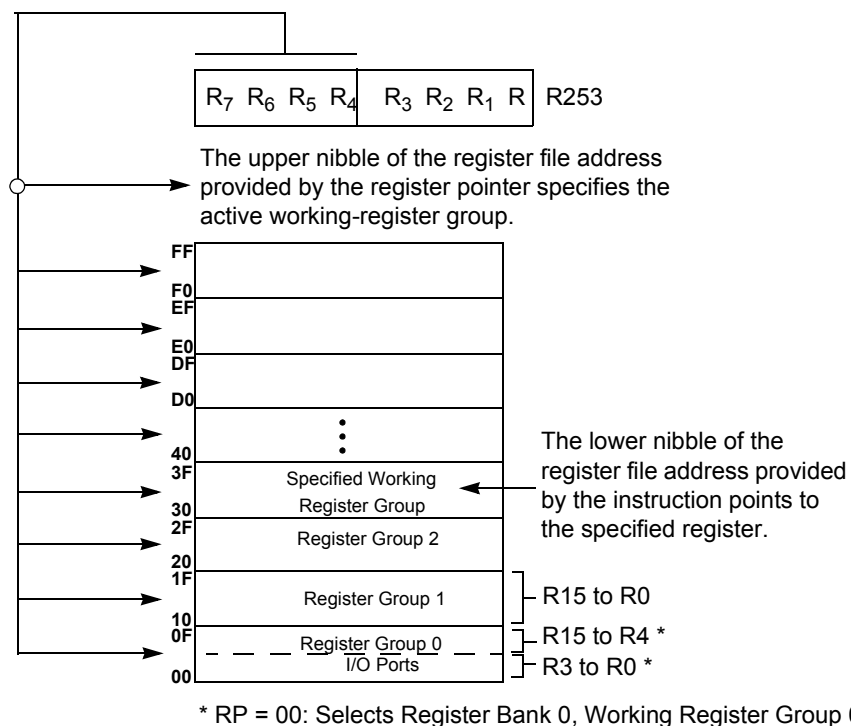 R7 R6 R5 R4 R3 R2 R1 R R253
The upper nibble of the register file address
provided by the register pointer specifies the
active working-register group.
FF
F0
EF
E0
DF
D0
40
3F
Specified Working
Register Group
30
The lower nibble of the
register file address provided
by the instruction points to
the specified register.
2F
Register Group 2
20
1F
Register Group 1
10
R15 to R0
0F
Register Group 0
R15 to R4 *
I/O Ports
R3 to R0 *
00
* RP = 00: Selects Register Bank 0, Working Register Group